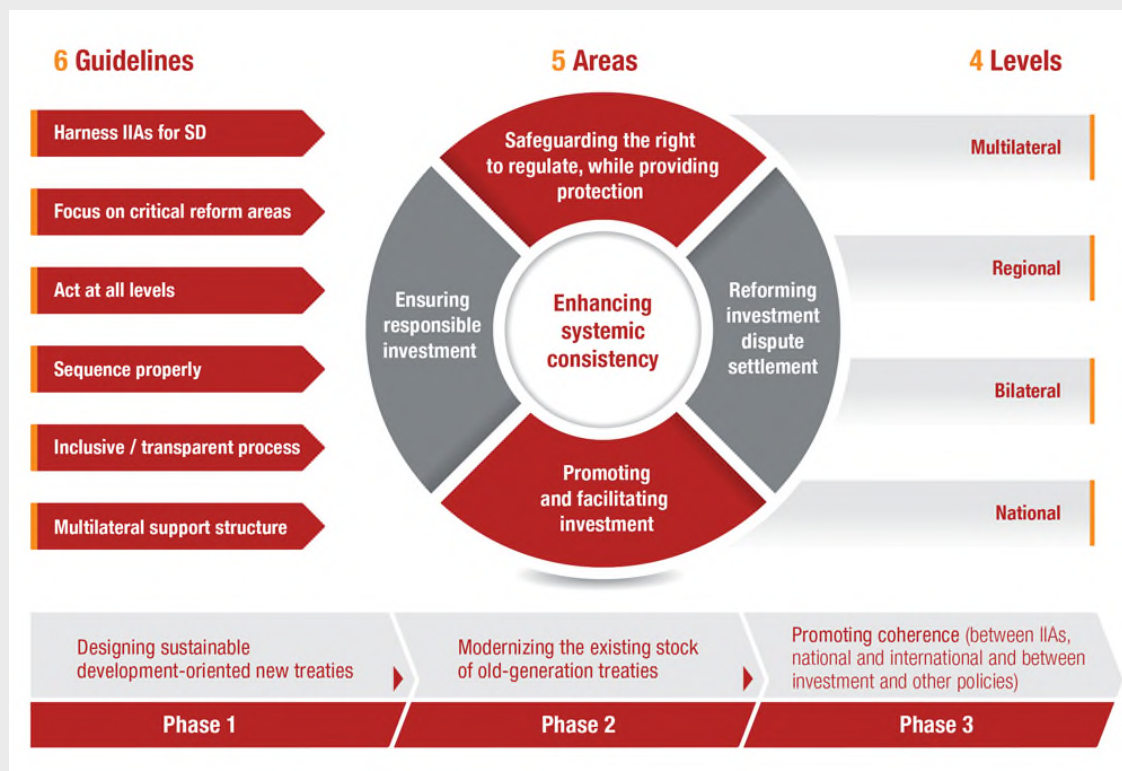 6 Guidelines
Harness IIAs for SD
Focus on critical reform areas
Act at all levels
Sequence properly
Inclusive / transparent process
Multilateral support structure
5 Areas
Safeguarding the right
to regulate, while providing
protection
Ensuring
responsible
investment
Enhancing
systemic
consistency
Reforming
investment
dispute
settlement
Promoting
and facilitating
investment
4 Levels
Multilateral
Regional
Bilateral
National
Designing sustainable
development-oriented new treaties
Phase 1
Modernizing the existing stock
of old-generation treaties
Phase 2
Promoting coherence (between IIAs,
national and international and between
investment and other policies)
Phase 3